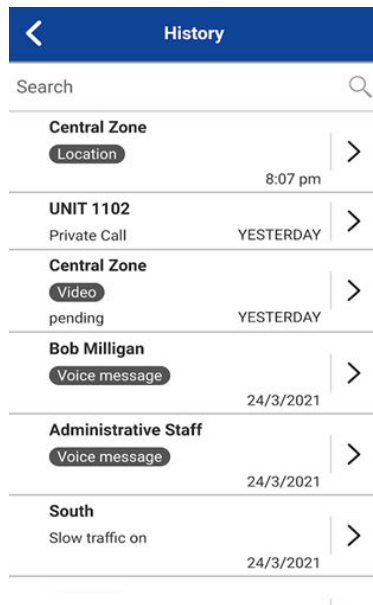 History
Search
Central Zone
Location
8:07 pm
UNIT 1102
Private Call YESTERDAY
Central Zone
Video
pending YESTERDAY
Bob Milligan
Voice message
24/3/2021
Administrative Staff
Voice message
24/3/2021
South
Slow traffic on
24/3/2021